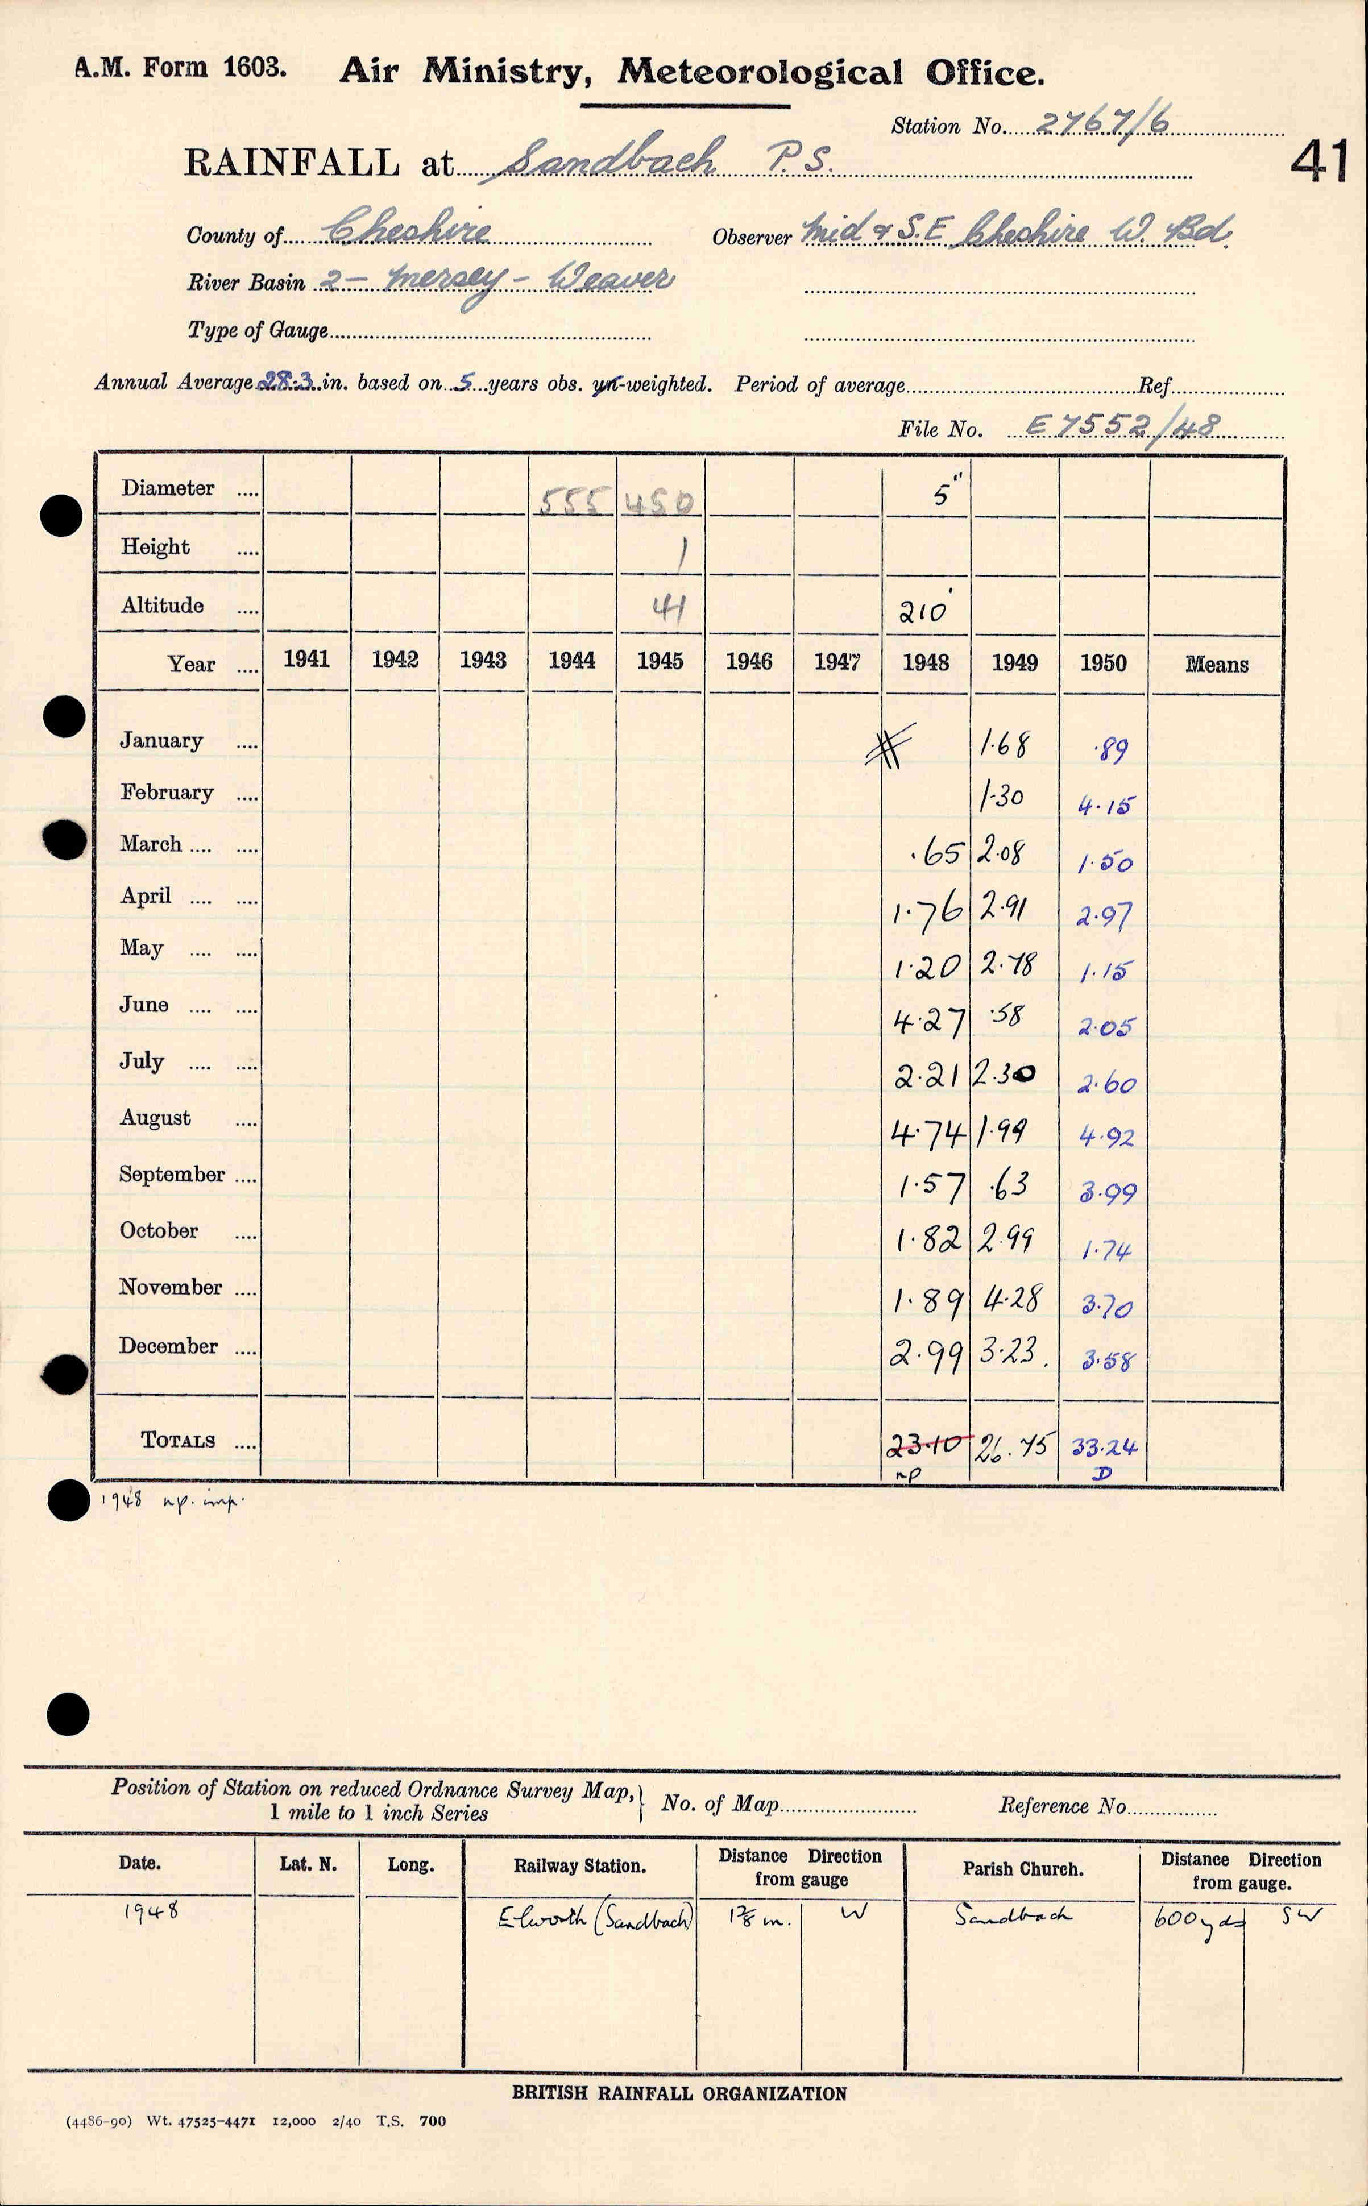 A.M. Form 1603. Air Ministry, Meteorological Office.
Station No. 2767/6
41
RAINFALL at Sandbach P.S.
County of Cheshire Observer Mid & S.E Cheshire W. Bd.
River Basin 2 - Mersey - Weaver
Type of Gauge
Annual Average 28.3 in. based on 5 years obs. un-weighted. Period of average Ref.
File No. E7552/48
Diameter .... 555 450 5"
Height .... 1
Altitude .... 41 210'
Year .... 1941 1942 1943 1944 1945 1946 1947 1948 1949 1950 Means
January .... 1.68 .89
February .... 1.30 4.15
March .... .... .65 2.08 1.50
April .... .... 1.76 2.91 2.97
May .... .... 1.20 2.78 1.15
June .... .... 4.27 .58 2.05
July .... .... 2.21 2.30 2.60
August .... 4.74 1.99 4.92
September .... 1.57 .63 3.99
October .... 1.82 2.99 1.74
November .... 1.89 4.28 3.70
December .... 2.99 3.23. 3.58
TOTALS .... 23.10 26.75 33.24
np D
1948 np. imp.
Position of Station on reduced Ordnance Survey Map, 1 mile to 1 inch Series No. of Map Reference No.
Date. Lat. N. Long. Railway Station. Distance Direction from gauge Parish Church. Distance Direction from gauge.
1948 Elworth (Sandbach) 1⅞ m. W Sandbach 600 yds SW
BRITISH RAINFALL ORGANIZATION
(4486-90) Wt. 47525-4471 12,000 2/40 T.S. 700